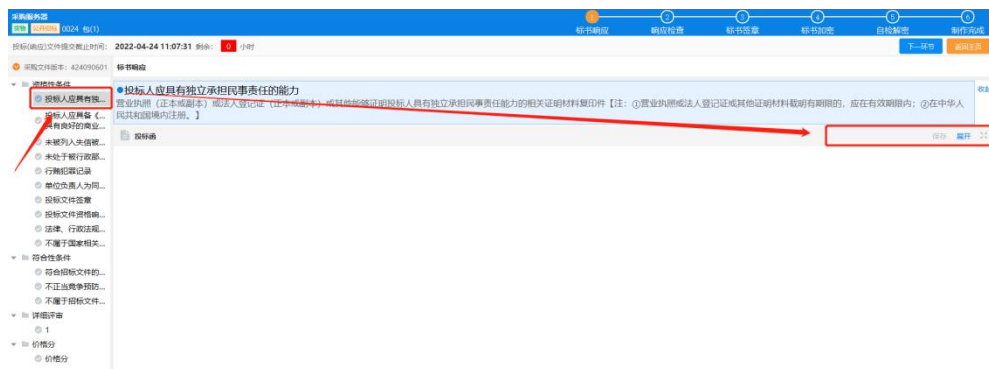 采购服务器
货物 公开招标 0024 包(1)
1 2 3 4 5 6
标书响应 响应检查 标书签章 标书加密 自检解密 制作完成
投标(响应)文件提交截止时间: 2022-04-24 11:07:31 剩余: 0 小时
下一环节 返回主页
采购文件版本: 424090601
标书响应
资格性条件
投标人应具有独...
投标人应具备《...
具有良好的商业...
未被列入失信被...
未处于被行政部...
行贿犯罪记录
单位负责人为同...
投标文件签章
投标文件资格响...
法律、行政法规...
不属于国家相关...
符合性条件
符合招标文件的...
不正当竞争预防...
不属于招标文件...
详细评审
1
价格分
价格分
●投标人应具有独立承担民事责任的能力
营业执照（正本或副本）或法人登记证（正本或副本）或其他能够证明投标人具有独立承担民事责任能力的相关证明材料复印件【注：①营业执照或法人登记证或其他证明材料载明有期限的，应在有效期限内；②在中华人
民共和国境内注册。】
投标函
保存 展开